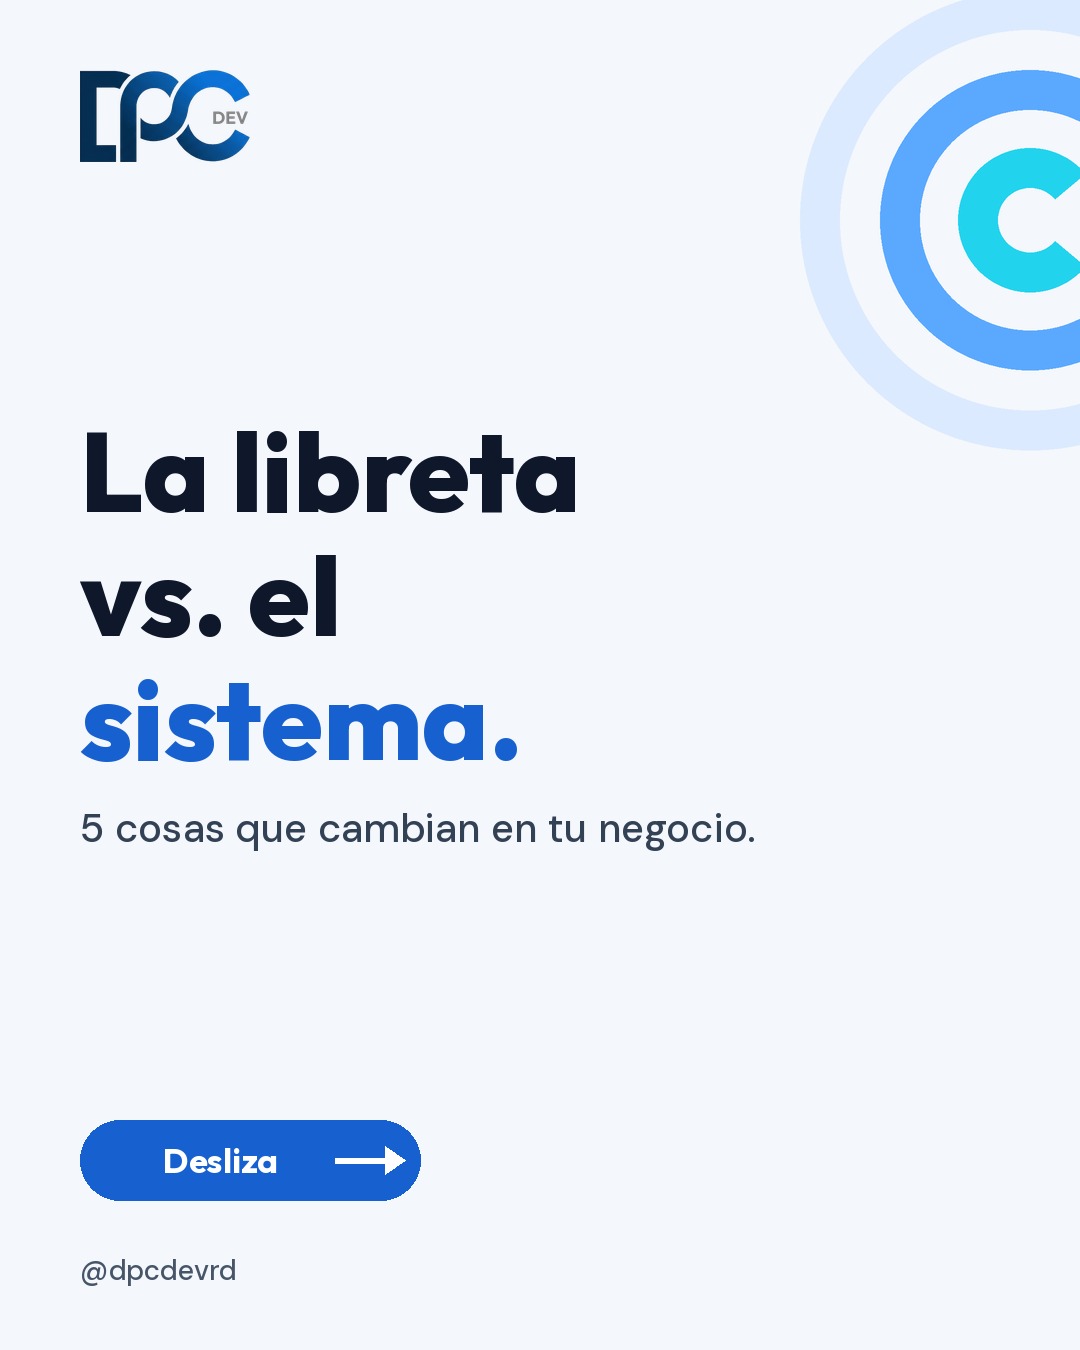 DPC
DEV
La libreta
vs. el
sistema.
5 cosas que cambian en tu negocio.
Desliza
@dpcdevrd